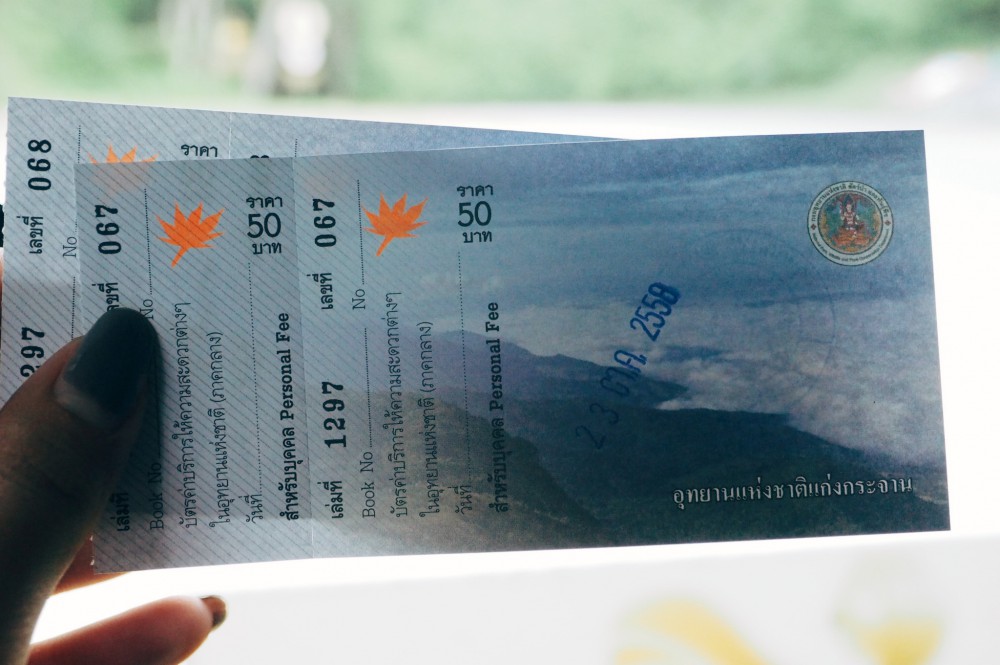 เลขที่ 068
No
ราคา
297
เลขที่ 067
No
ราคา
50
บาท
เล่มที่
Book No
บัตรค่าบริการให้ความสะดวกต่างๆ
ในอุทยานแห่งชาติ (ภาคกลาง)
วันที่
สำหรับบุคคล Personal Fee
เลขที่ 067
No
ราคา
50
บาท
เล่มที่ 1297
Book No
บัตรค่าบริการให้ความสะดวกต่างๆ
ในอุทยานแห่งชาติ (ภาคกลาง)
วันที่
สำหรับบุคคล Personal Fee
23 ต.ค. 2558
อุทยานแห่งชาติแก่งกระจาน